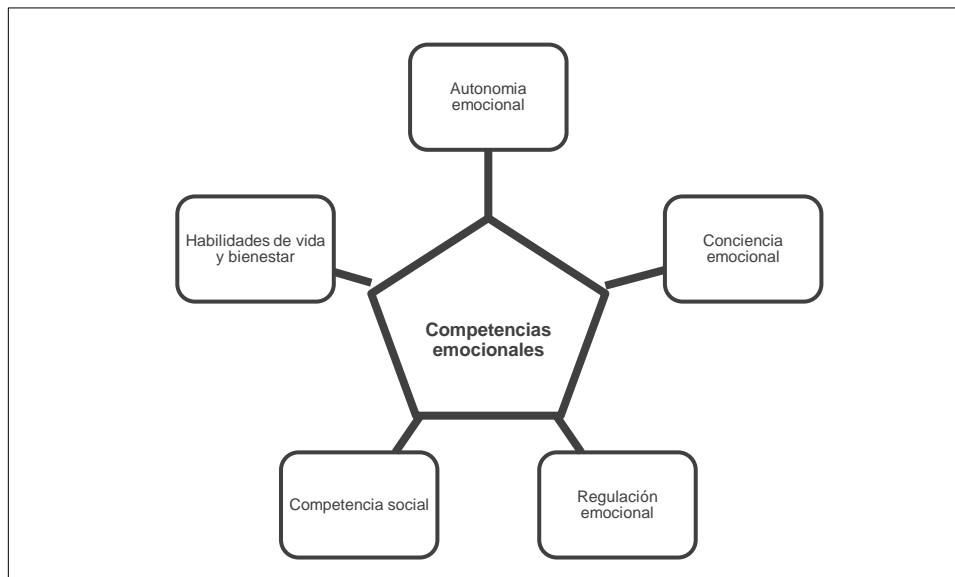 Autonomia
emocional
Habilidades de vida
y bienestar
Conciencia
emocional
Competencias
emocionales
Competencia social
Regulación
emocional